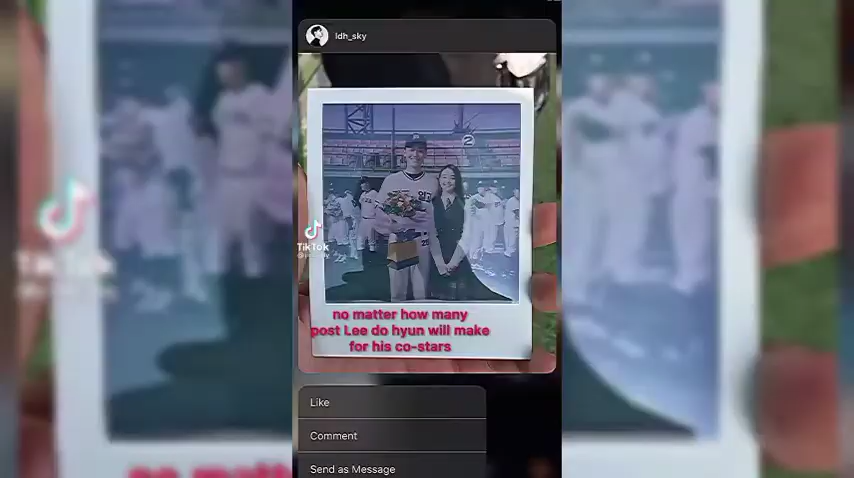 ldh_sky
TikTok
no matter how many
post Lee do hyun will make
for his co-stars
Like
Comment
Send as Message